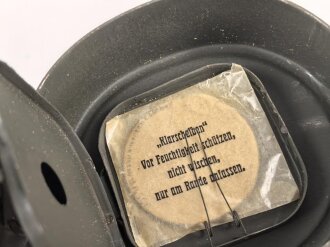 „Klarscheiben“
Vor Feuchtigkeit schützen,
nicht wischen,
nur am Rande anfassen.